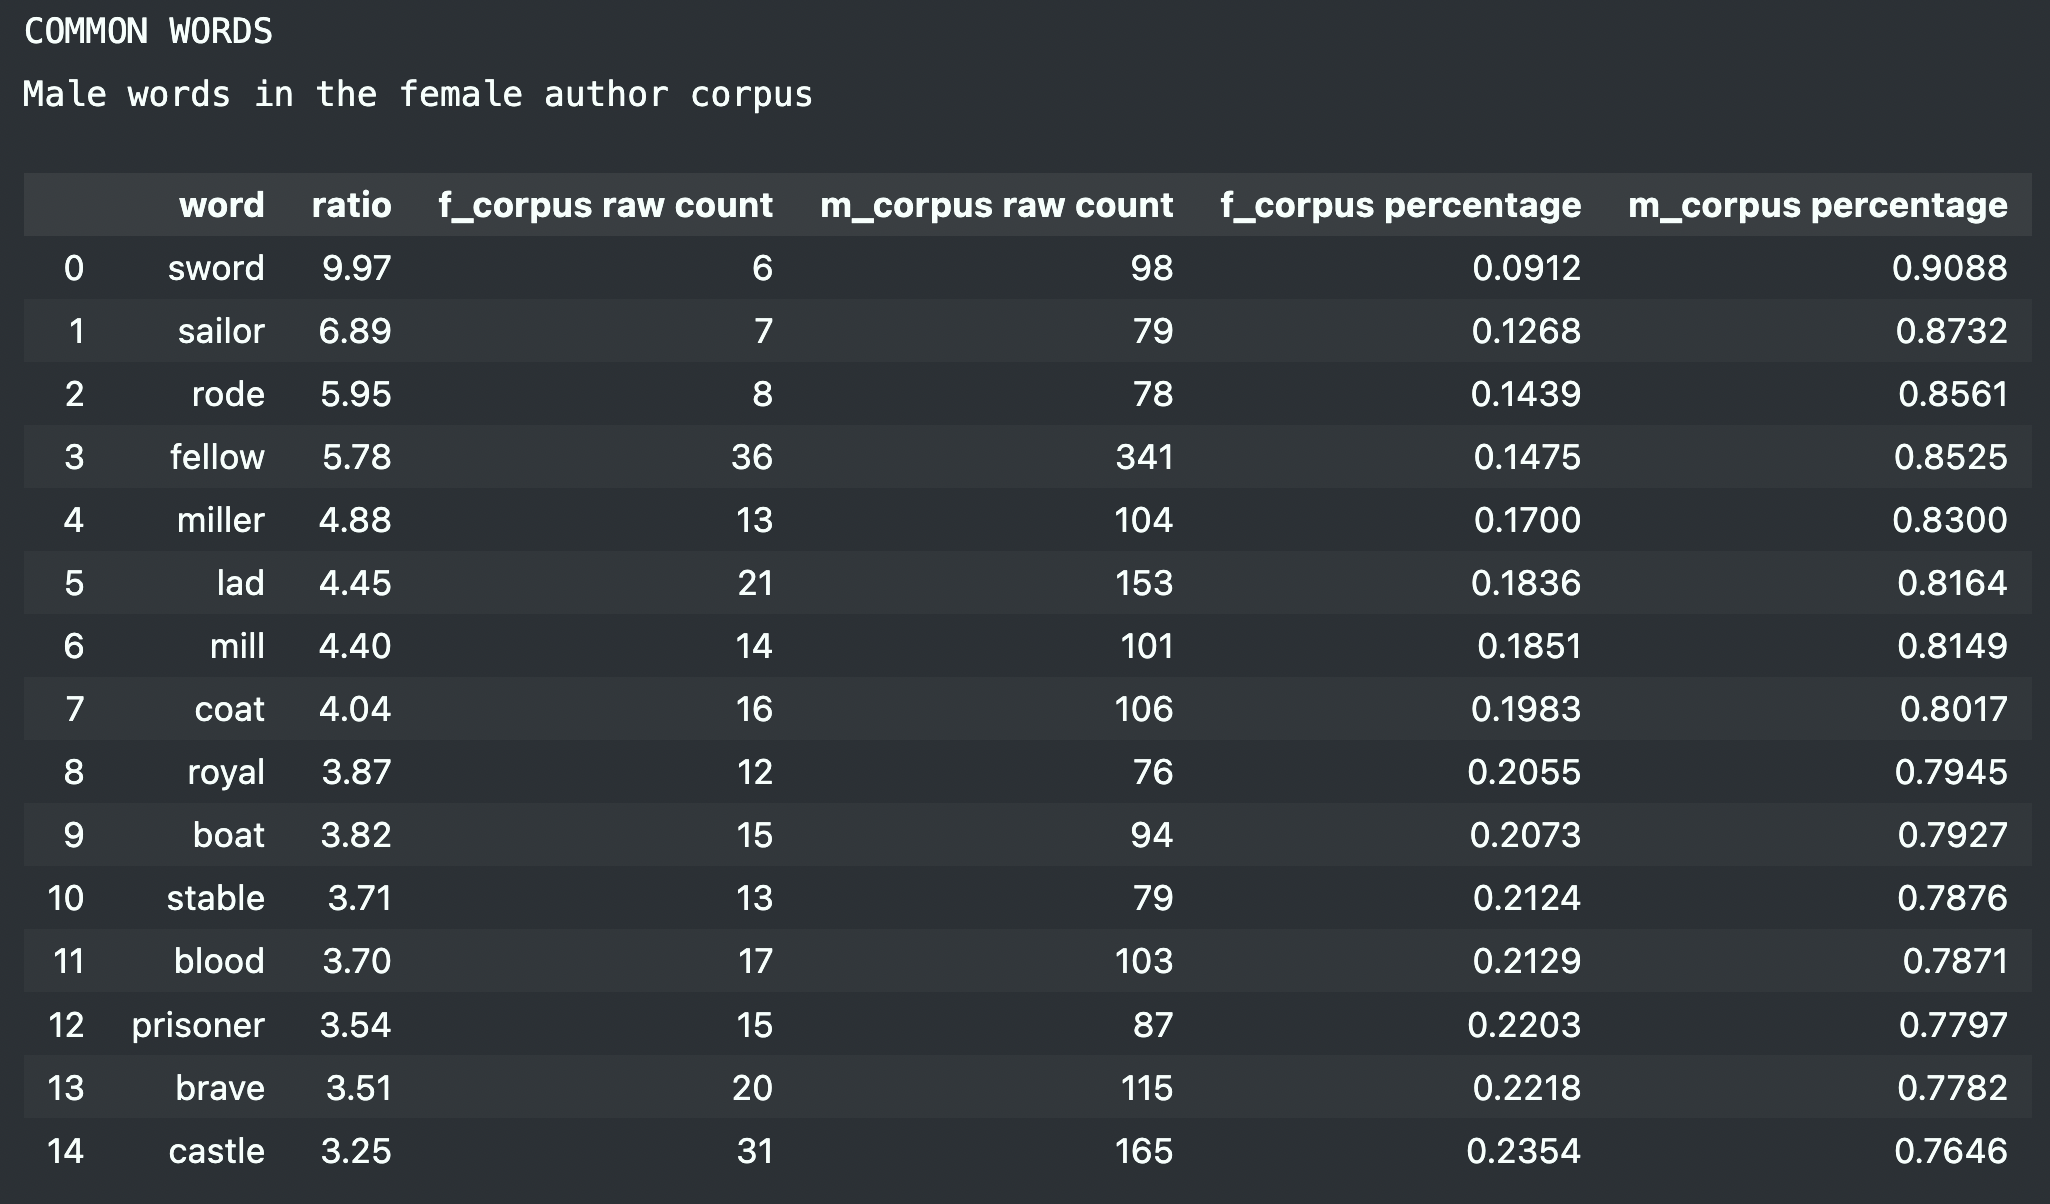 COMMON WORDS
Male words in the female author corpus
word ratio f_corpus raw count m_corpus raw count f_corpus percentage m_corpus percentage
0 sword 9.97 6 98 0.0912 0.9088
1 sailor 6.89 7 79 0.1268 0.8732
2 rode 5.95 8 78 0.1439 0.8561
3 fellow 5.78 36 341 0.1475 0.8525
4 miller 4.88 13 104 0.1700 0.8300
5 lad 4.45 21 153 0.1836 0.8164
6 mill 4.40 14 101 0.1851 0.8149
7 coat 4.04 16 106 0.1983 0.8017
8 royal 3.87 12 76 0.2055 0.7945
9 boat 3.82 15 94 0.2073 0.7927
10 stable 3.71 13 79 0.2124 0.7876
11 blood 3.70 17 103 0.2129 0.7871
12 prisoner 3.54 15 87 0.2203 0.7797
13 brave 3.51 20 115 0.2218 0.7782
14 castle 3.25 31 165 0.2354 0.7646